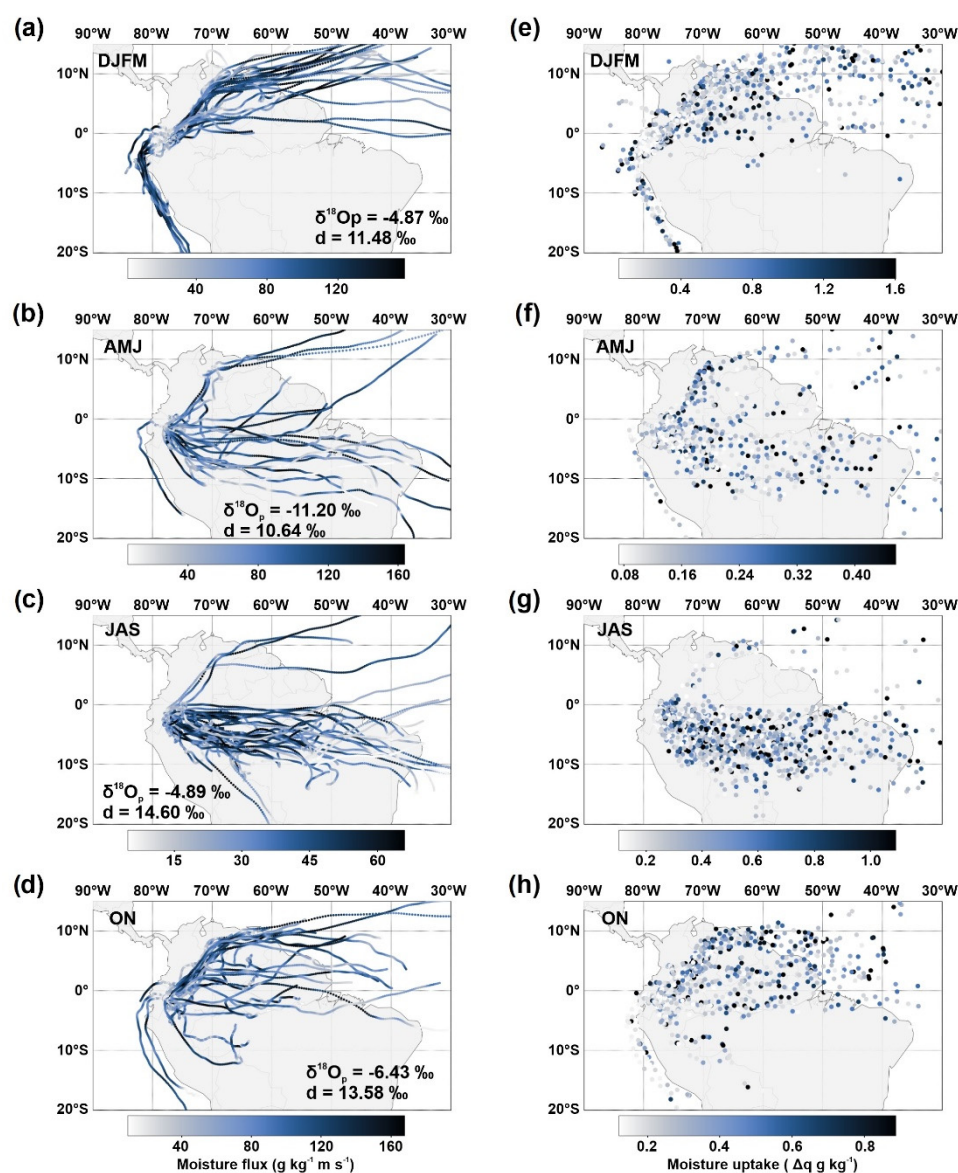 (a)
90°W 80°W 70°W 60°W 50°W 40°W 30°W
DJFM
10°N
0°
10°S
20°S
δ¹⁸Op = -4.87 ‰
d = 11.48 ‰
40 80 120
(e)
90°W 80°W 70°W 60°W 50°W 40°W 30°W
DJFM
10°N
0°
10°S
20°S
0.4 0.8 1.2 1.6
(b)
90°W 80°W 70°W 60°W 50°W 40°W 30°W
AMJ
10°N
0°
10°S
20°S
δ¹⁸Oₚ = -11.20 ‰
d = 10.64 ‰
40 80 120 160
(f)
90°W 80°W 70°W 60°W 50°W 40°W 30°W
AMJ
10°N
0°
10°S
20°S
0.08 0.16 0.24 0.32 0.40
(c)
90°W 80°W 70°W 60°W 50°W 40°W 30°W
JAS
10°N
0°
10°S
20°S
δ¹⁸Oₚ = -4.89 ‰
d = 14.60 ‰
15 30 45 60
(g)
90°W 80°W 70°W 60°W 50°W 40°W 30°W
JAS
10°N
0°
10°S
20°S
0.2 0.4 0.6 0.8 1.0
(d)
90°W 80°W 70°W 60°W 50°W 40°W 30°W
ON
10°N
0°
10°S
20°S
δ¹⁸Oₚ = -6.43 ‰
d = 13.58 ‰
40 80 120 160
Moisture flux (g kg⁻¹ m s⁻¹)
(h)
90°W 80°W 70°W 60°W 50°W 40°W 30°W
ON
10°N
0°
10°S
20°S
0.2 0.4 0.6 0.8
Moisture uptake ( Δq g kg⁻¹)